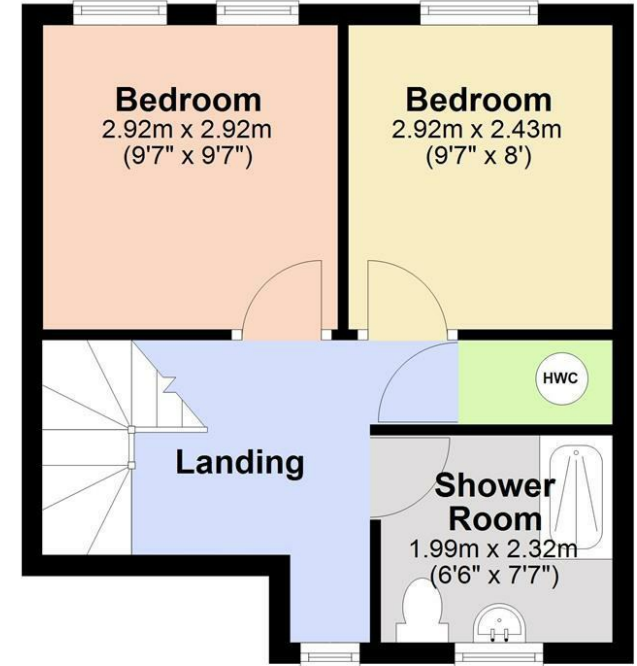 Bedroom
2.92m x 2.92m
(9'7" x 9'7")
Bedroom
2.92m x 2.43m
(9'7" x 8')
HWC
Landing
Shower
Room
1.99m x 2.32m
(6'6" x 7'7")